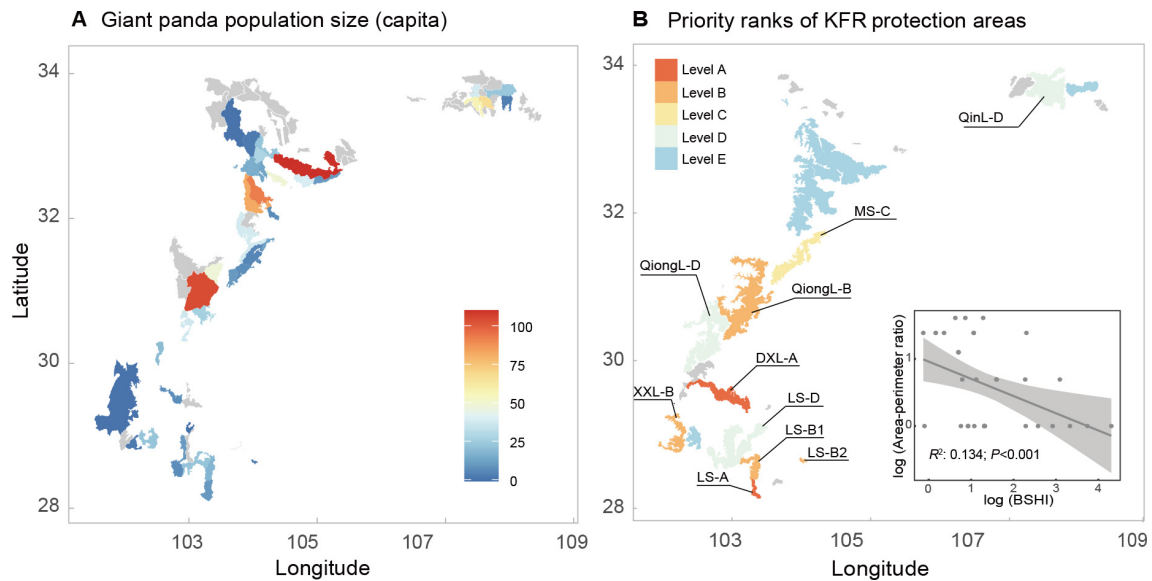 A Giant panda population size (capita)
Latitude
34
32
30
28
103
105
107
109
Longitude
100
75
50
25
0
B Priority ranks of KFR protection areas
34
32
30
28
103
105
107
109
Longitude
Level A
Level B
Level C
Level D
Level E
QinL-D
MS-C
QiongL-D
QiongL-B
DXL-A
XXL-B
LS-D
LS-B1
LS-B2
LS-A
log (Area-perimeter ratio)
1
0
R²: 0.134; P<0.001
0 1 2 3 4
log (BSHI)